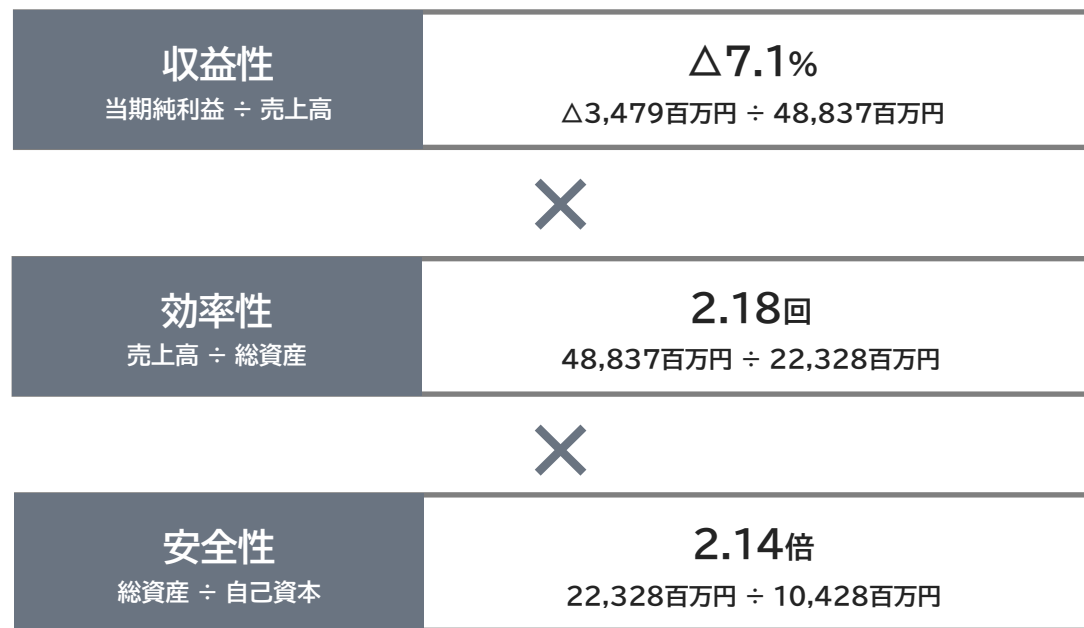 収益性
当期純利益 ÷ 売上高
△7.1%
△3,479百万円 ÷ 48,837百万円
×
効率性
売上高 ÷ 総資産
2.18回
48,837百万円 ÷ 22,328百万円
×
安全性
総資産 ÷ 自己資本
2.14倍
22,328百万円 ÷ 10,428百万円